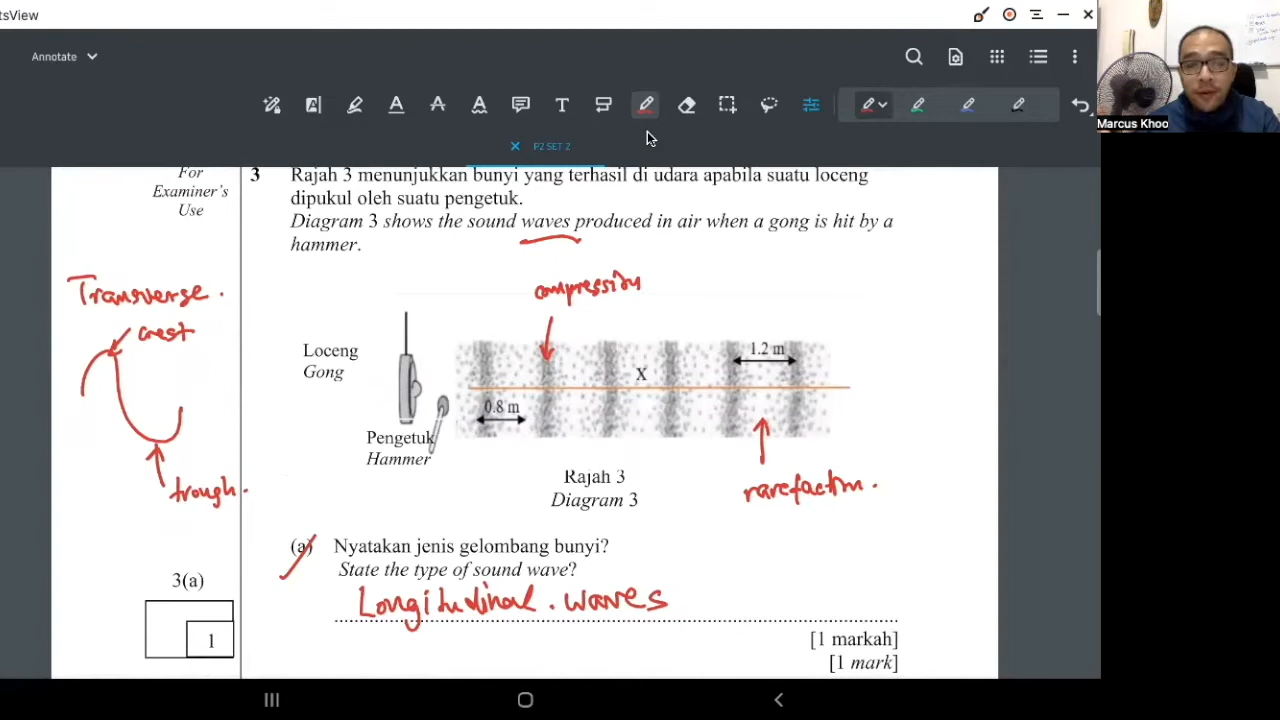 tsView
Annotate
Marcus Khoo
P2 SET 2
For
Examiner's
Use
3 Rajah 3 menunjukkan bunyi yang terhasil di udara apabila suatu loceng
dipukul oleh suatu pengetuk.
Diagram 3 shows the sound waves produced in air when a gong is hit by a
hammer.
Transverse.
crest
trough.
compression
Loceng
Gong
1.2 m
X
0.8 m
Pengetuk
Hammer
rarefaction.
Rajah 3
Diagram 3
(a) Nyatakan jenis gelombang bunyi?
State the type of sound wave?
Longitudinal. waves
3(a)
1
[1 markah]
[1 mark]